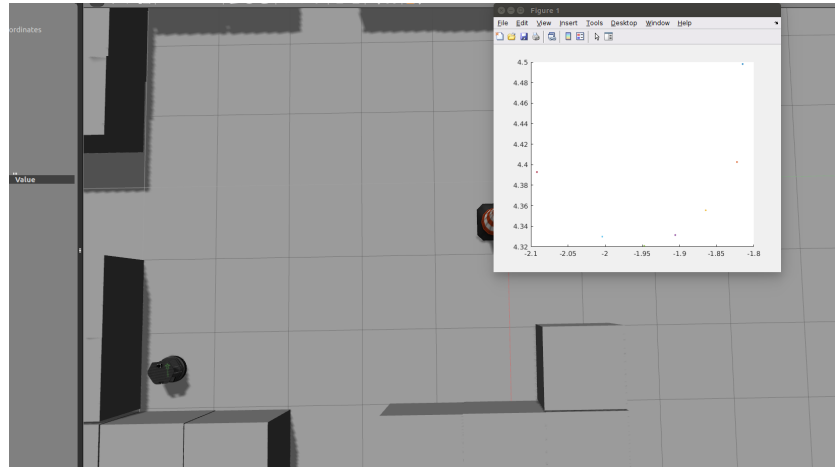 ordinates
Value
Figure 1
File Edit View Insert Tools Desktop Window Help
4.5
4.48
4.46
4.44
4.42
4.4
4.38
4.36
4.34
4.32
-2.1 -2.05 -2 -1.95 -1.9 -1.85 -1.8